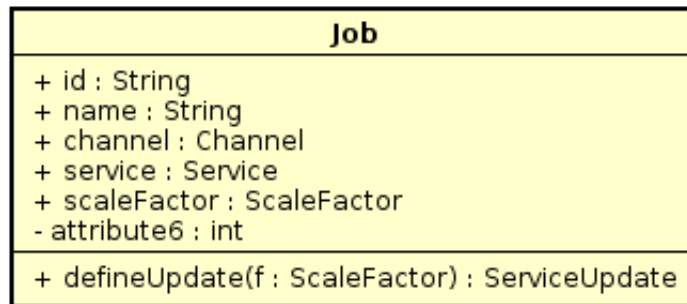 Job
+ id : String
+ name : String
+ channel : Channel
+ service : Service
+ scaleFactor : ScaleFactor
- attribute6 : int
+ defineUpdate(f : ScaleFactor) : ServiceUpdate